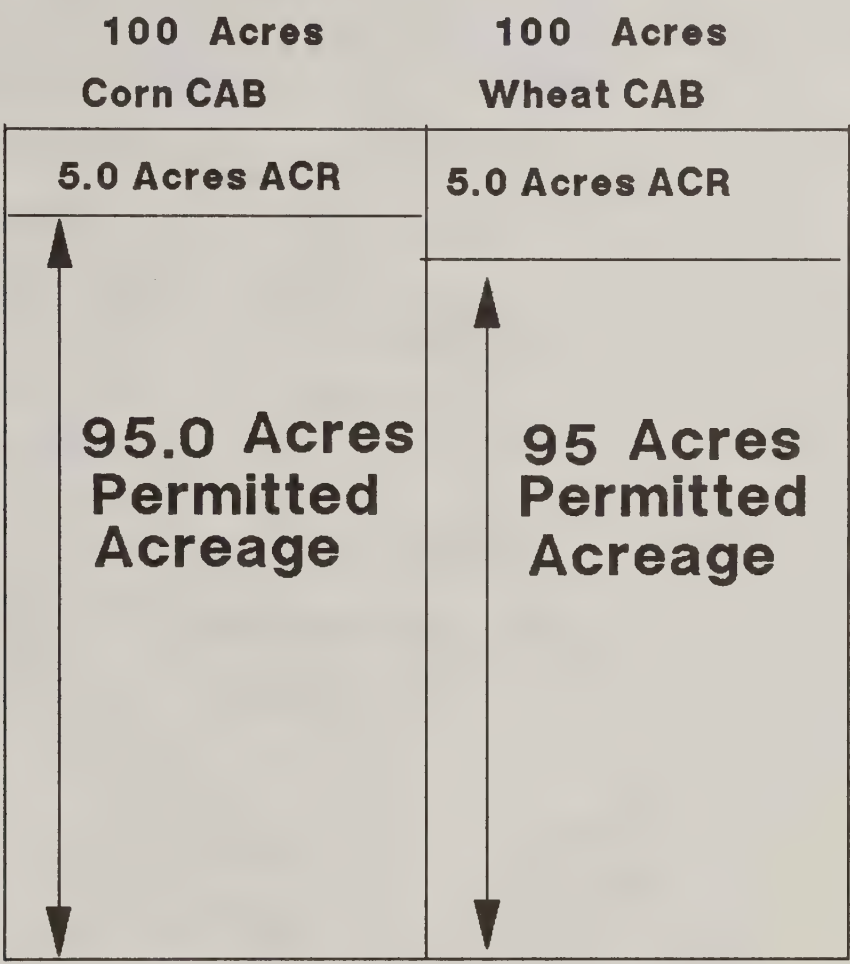 100 Acres
Corn CAB
5.0 Acres ACR
95.0 Acres
Permitted
Acreage
100 Acres
Wheat CAB
5.0 Acres ACR
95 Acres
Permitted
Acreage